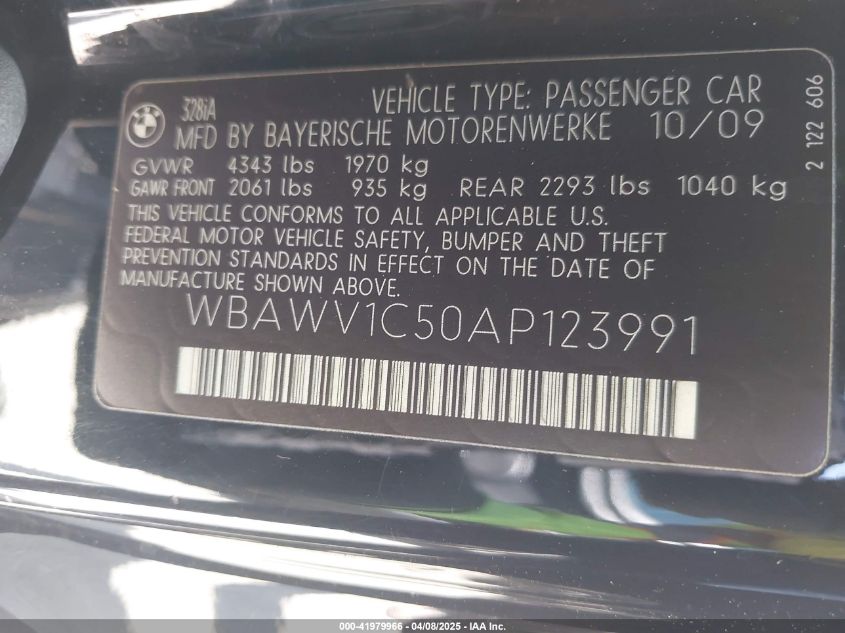 BMW
328iA
VEHICLE TYPE: PASSENGER CAR
MFD BY BAYERISCHE MOTORENWERKE 10/09
GVWR 4343 lbs 1970 kg
GAWR FRONT 2061 lbs 935 kg REAR 2293 lbs 1040 kg
THIS VEHICLE CONFORMS TO ALL APPLICABLE U.S.
FEDERAL MOTOR VEHICLE SAFETY, BUMPER AND THEFT
PREVENTION STANDARDS IN EFFECT ON THE DATE OF
MANUFACTURE SHOWN ABOVE.
WBAWV1C50AP123991
2 122 606
000-41979966 - 04/08/2025 - IAA Inc.